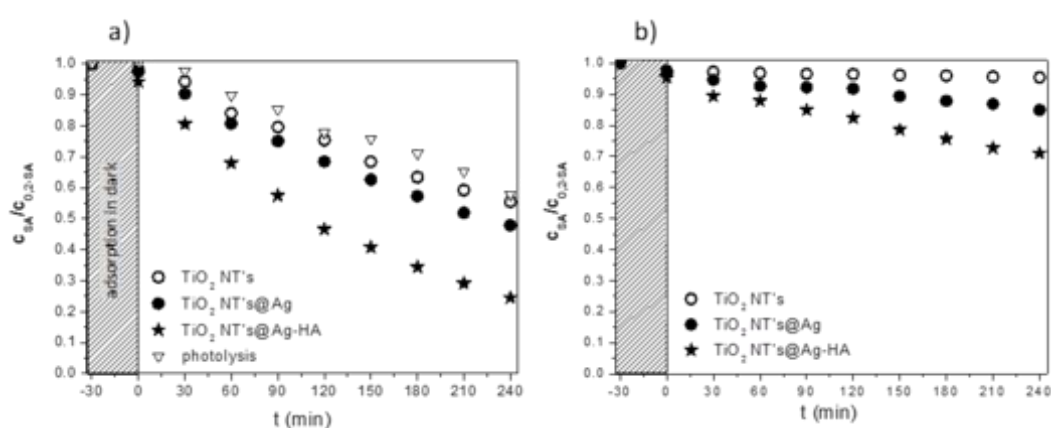 a)
1.0
0.9
0.8
0.7
0.6
0.5
0.4
0.3
0.2
0.1
0.0
c_SA/c_0,2-SA
adsorption in dark
TiO₂ NT's
TiO₂ NT's@Ag
TiO₂ NT's@Ag-HA
photolysis
-30 0 30 60 90 120 150 180 210 240
t (min)
b)
1.0
0.9
0.8
0.7
0.6
0.5
0.4
0.3
0.2
0.1
0.0
c_SA/c_0,2-SA
TiO₂ NT's
TiO₂ NT's@Ag
TiO₂ NT's@Ag-HA
-30 0 30 60 90 120 150 180 210 240
t (min)